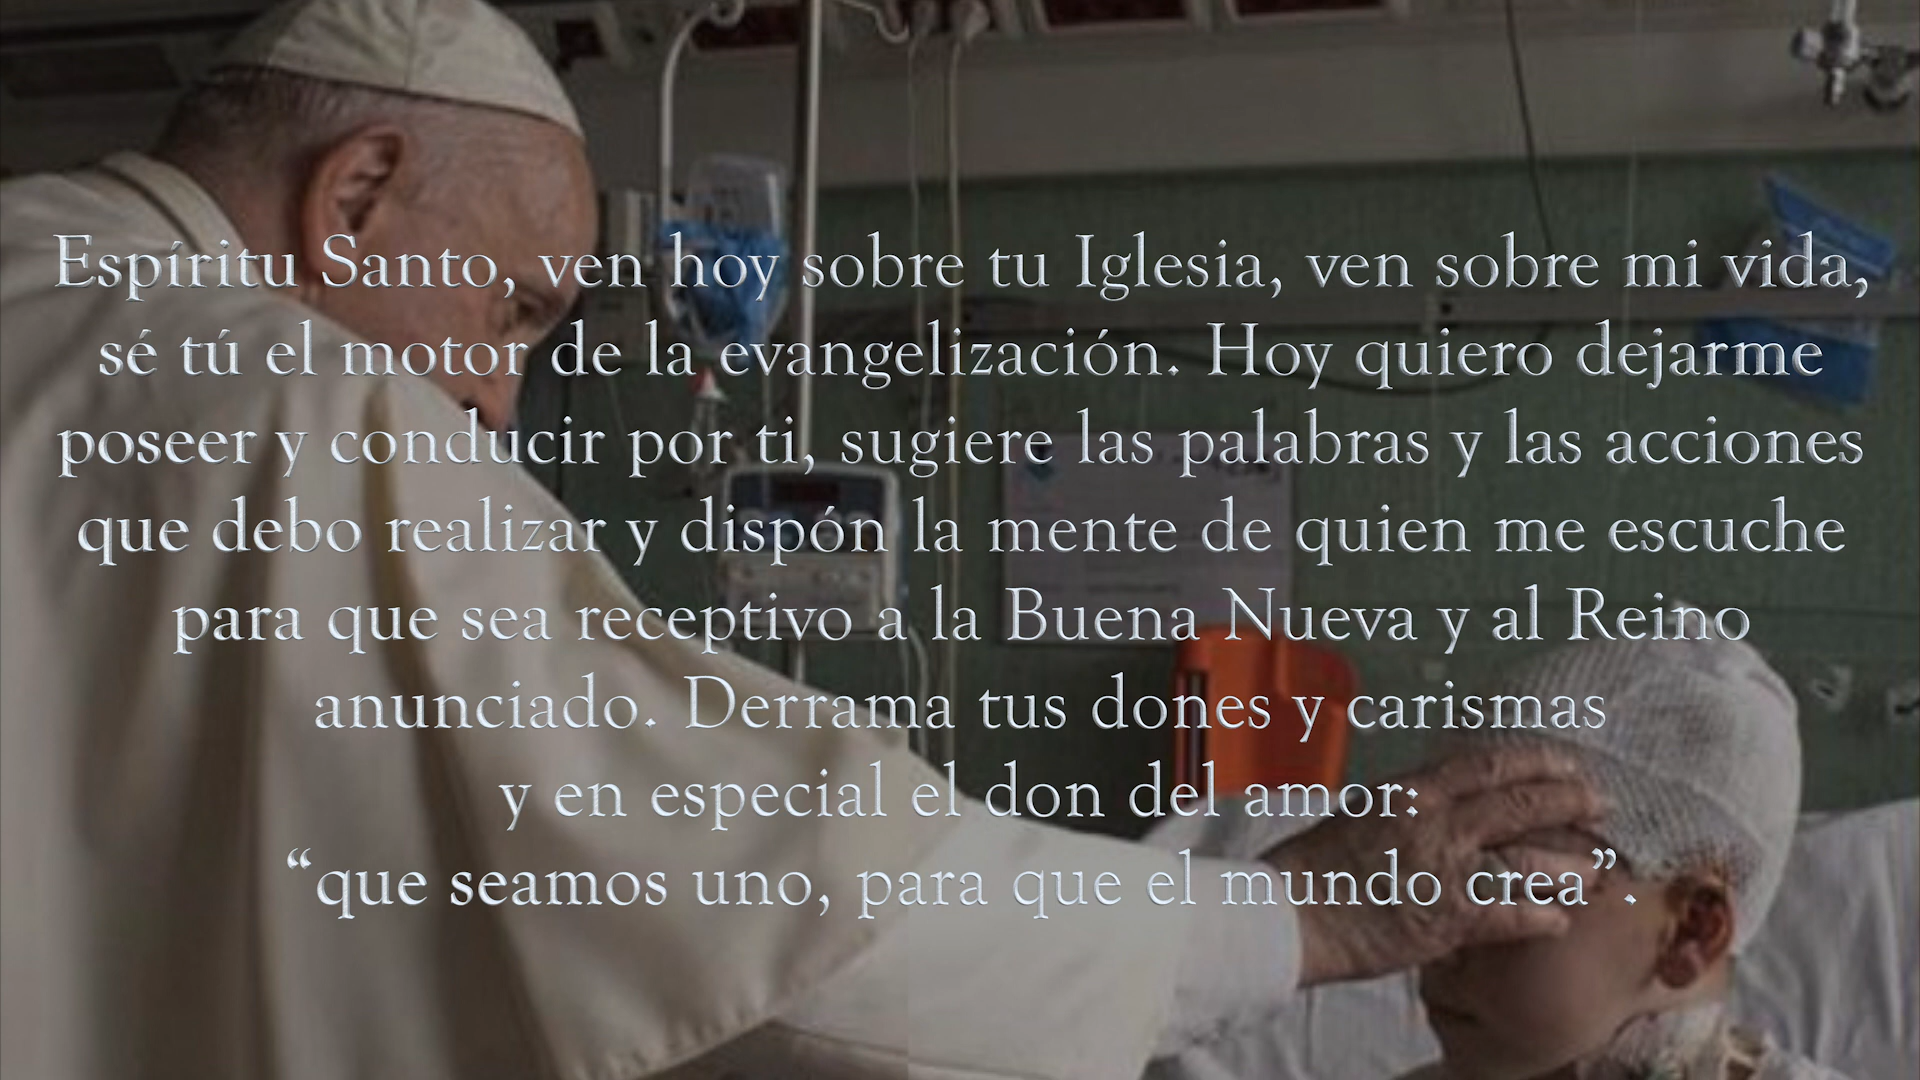 Espíritu Santo, ven hoy sobre tu Iglesia, ven sobre mi vida,
sé tú el motor de la evangelización. Hoy quiero dejarme
poseer y conducir por ti, sugiere las palabras y las acciones
que debo realizar y dispón la mente de quien me escuche
para que sea receptivo a la Buena Nueva y al Reino
anunciado. Derrama tus dones y carismas
y en especial el don del amor:
“que seamos uno, para que el mundo crea”.